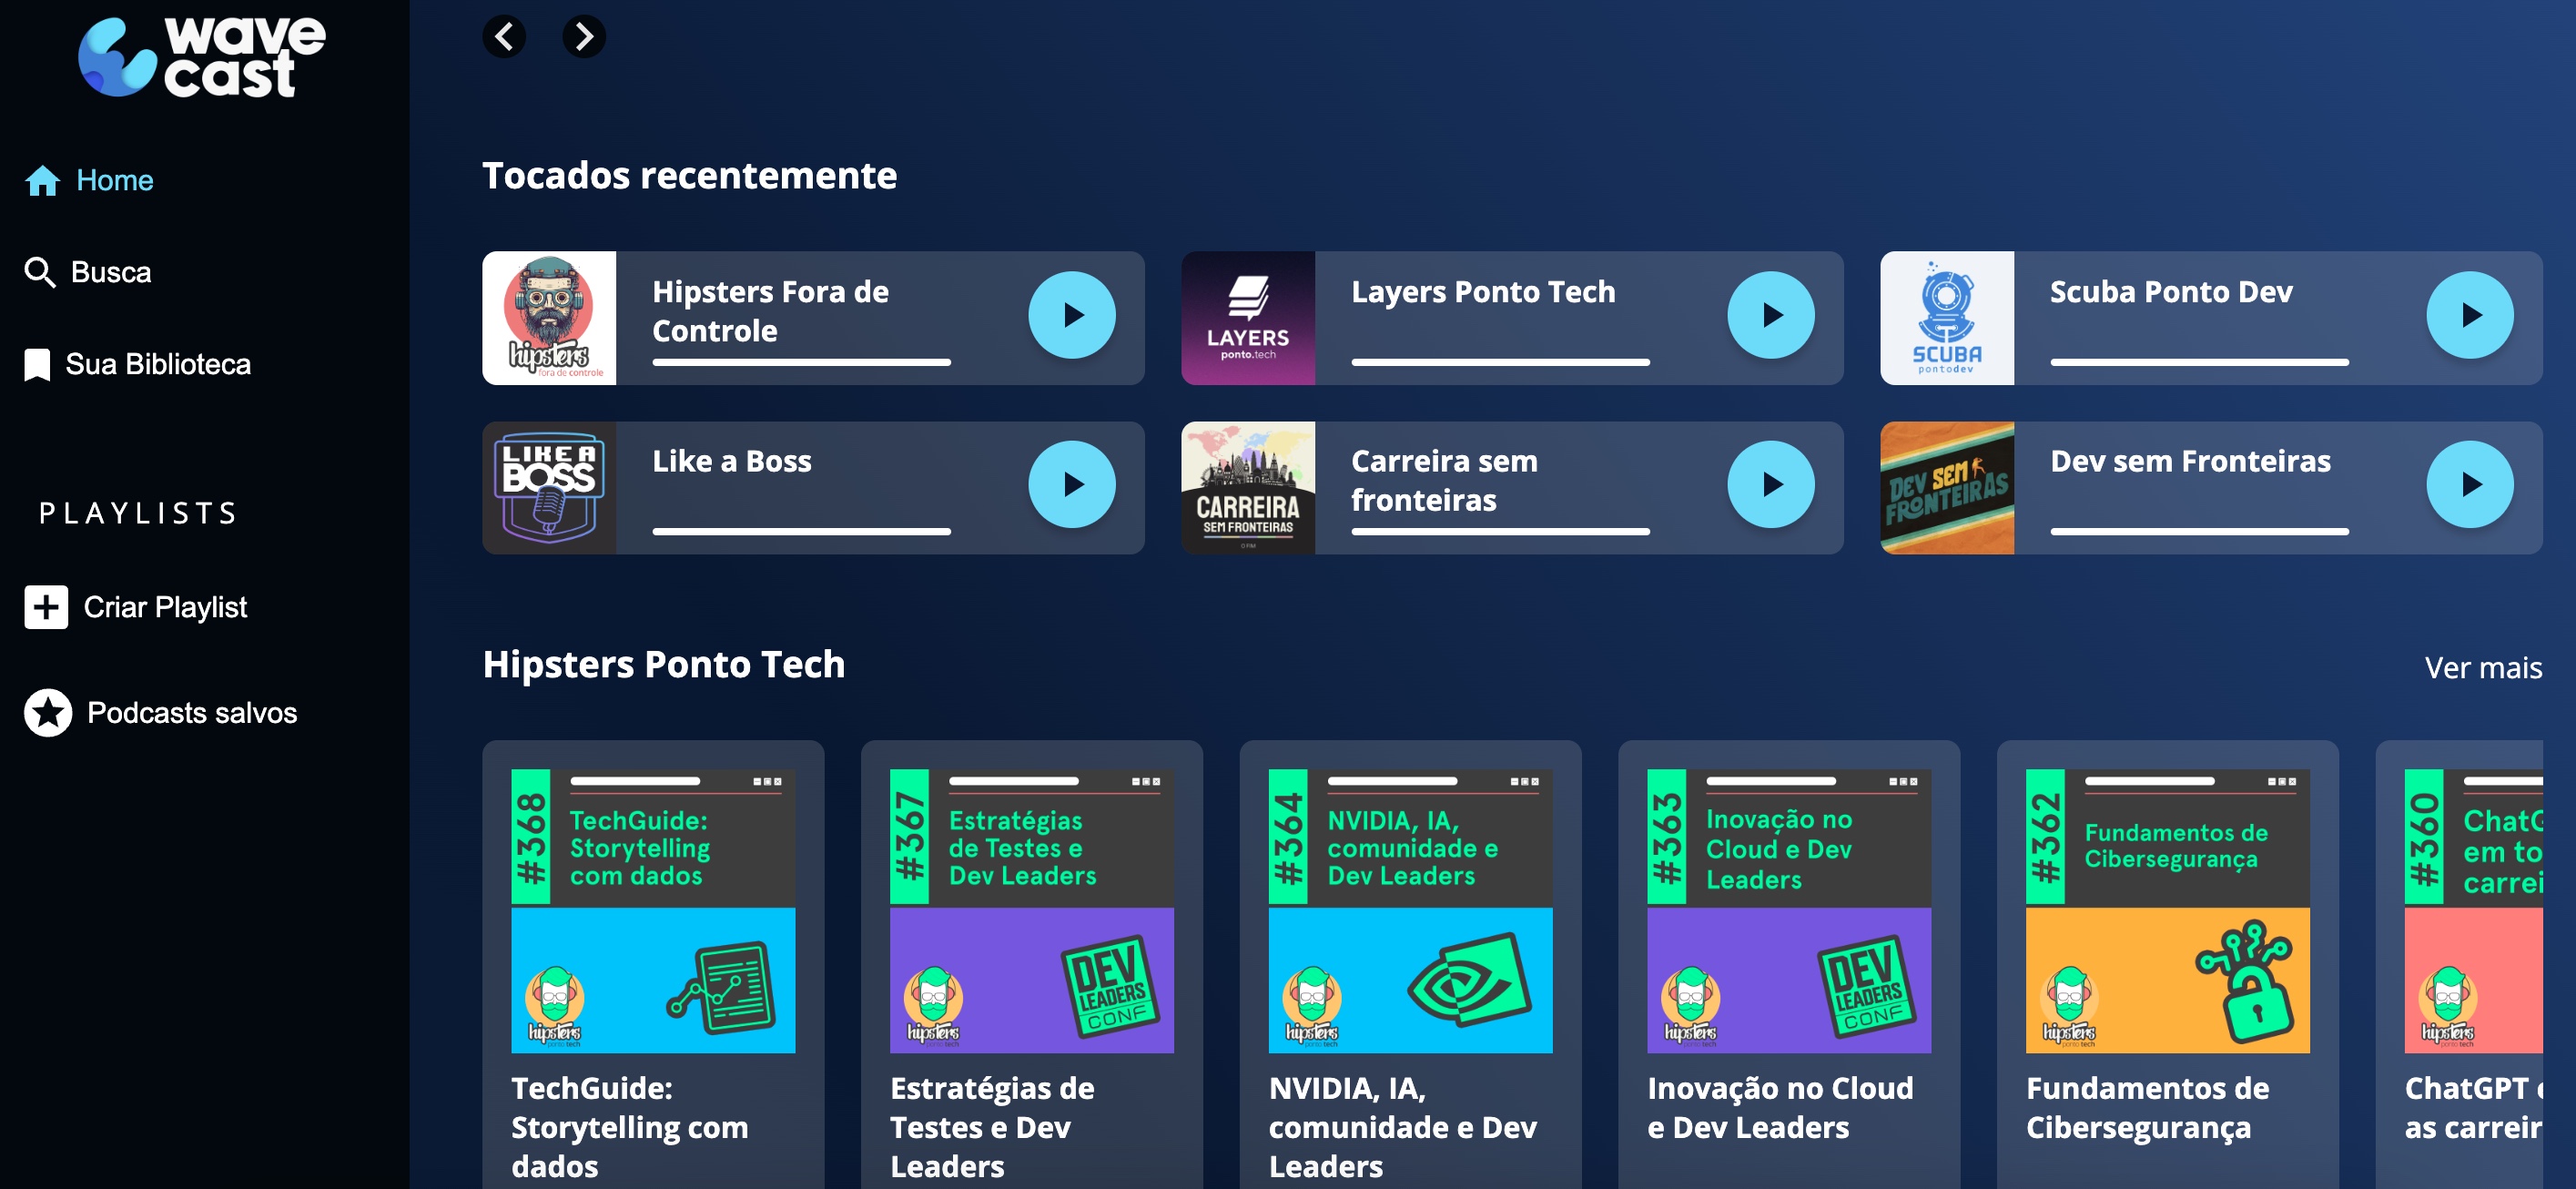 wave
cast
Home
Busca
Sua Biblioteca
PLAYLISTS
Criar Playlist
Podcasts salvos
Tocados recentemente
hipsters
fora de controle
Hipsters Fora de
Controle
LAYERS
ponto.tech
Layers Ponto Tech
SCUBA
pontodev
Scuba Ponto Dev
LIKE A
BOSS
Like a Boss
CARREIRA
SEM FRONTEIRAS
Carreira sem
fronteiras
DEV SEM
FRONTEIRAS
Dev sem Fronteiras
Hipsters Ponto Tech
Ver mais
#368
TechGuide:
Storytelling
com dados
hipsters
ponto tech
TechGuide:
Storytelling com
dados
#367
Estratégias
de Testes e
Dev Leaders
hipsters
ponto tech
DEV
LEADERS
CONF
Estratégias de
Testes e Dev
Leaders
#364
NVIDIA, IA,
comunidade e
Dev Leaders
hipsters
ponto tech
NVIDIA, IA,
comunidade e Dev
Leaders
#363
Inovação no
Cloud e Dev
Leaders
hipsters
ponto tech
DEV
LEADERS
CONF
Inovação no Cloud
e Dev Leaders
#362
Fundamentos de
Cibersegurança
hipsters
ponto tech
Fundamentos de
Cibersegurança
#360
ChatG
em to
carrei
hipsters
ponto tech
ChatGPT
as carreir